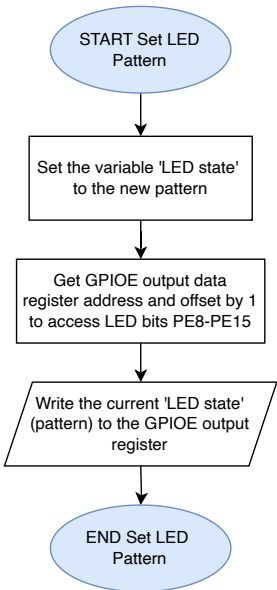 START Set LED
Pattern
Set the variable 'LED state'
to the new pattern
Get GPIOE output data
register address and offset by 1
to access LED bits PE8-PE15
Write the current 'LED state'
(pattern) to the GPIOE output
register
END Set LED
Pattern